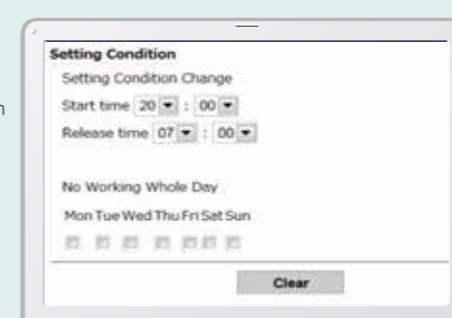 Setting Condition
Setting Condition Change
Start time 20 : 00
Release time 07 : 00
No Working Whole Day
Mon Tue Wed Thu Fri Sat Sun
Clear